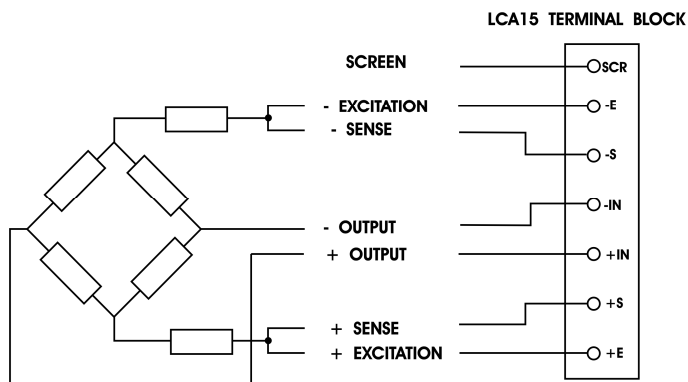 LCA15 TERMINAL BLOCK
SCREEN
SCR
- EXCITATION
-E
- SENSE
-S
-IN
- OUTPUT
+ OUTPUT
+IN
+S
+ SENSE
+ EXCITATION
+E